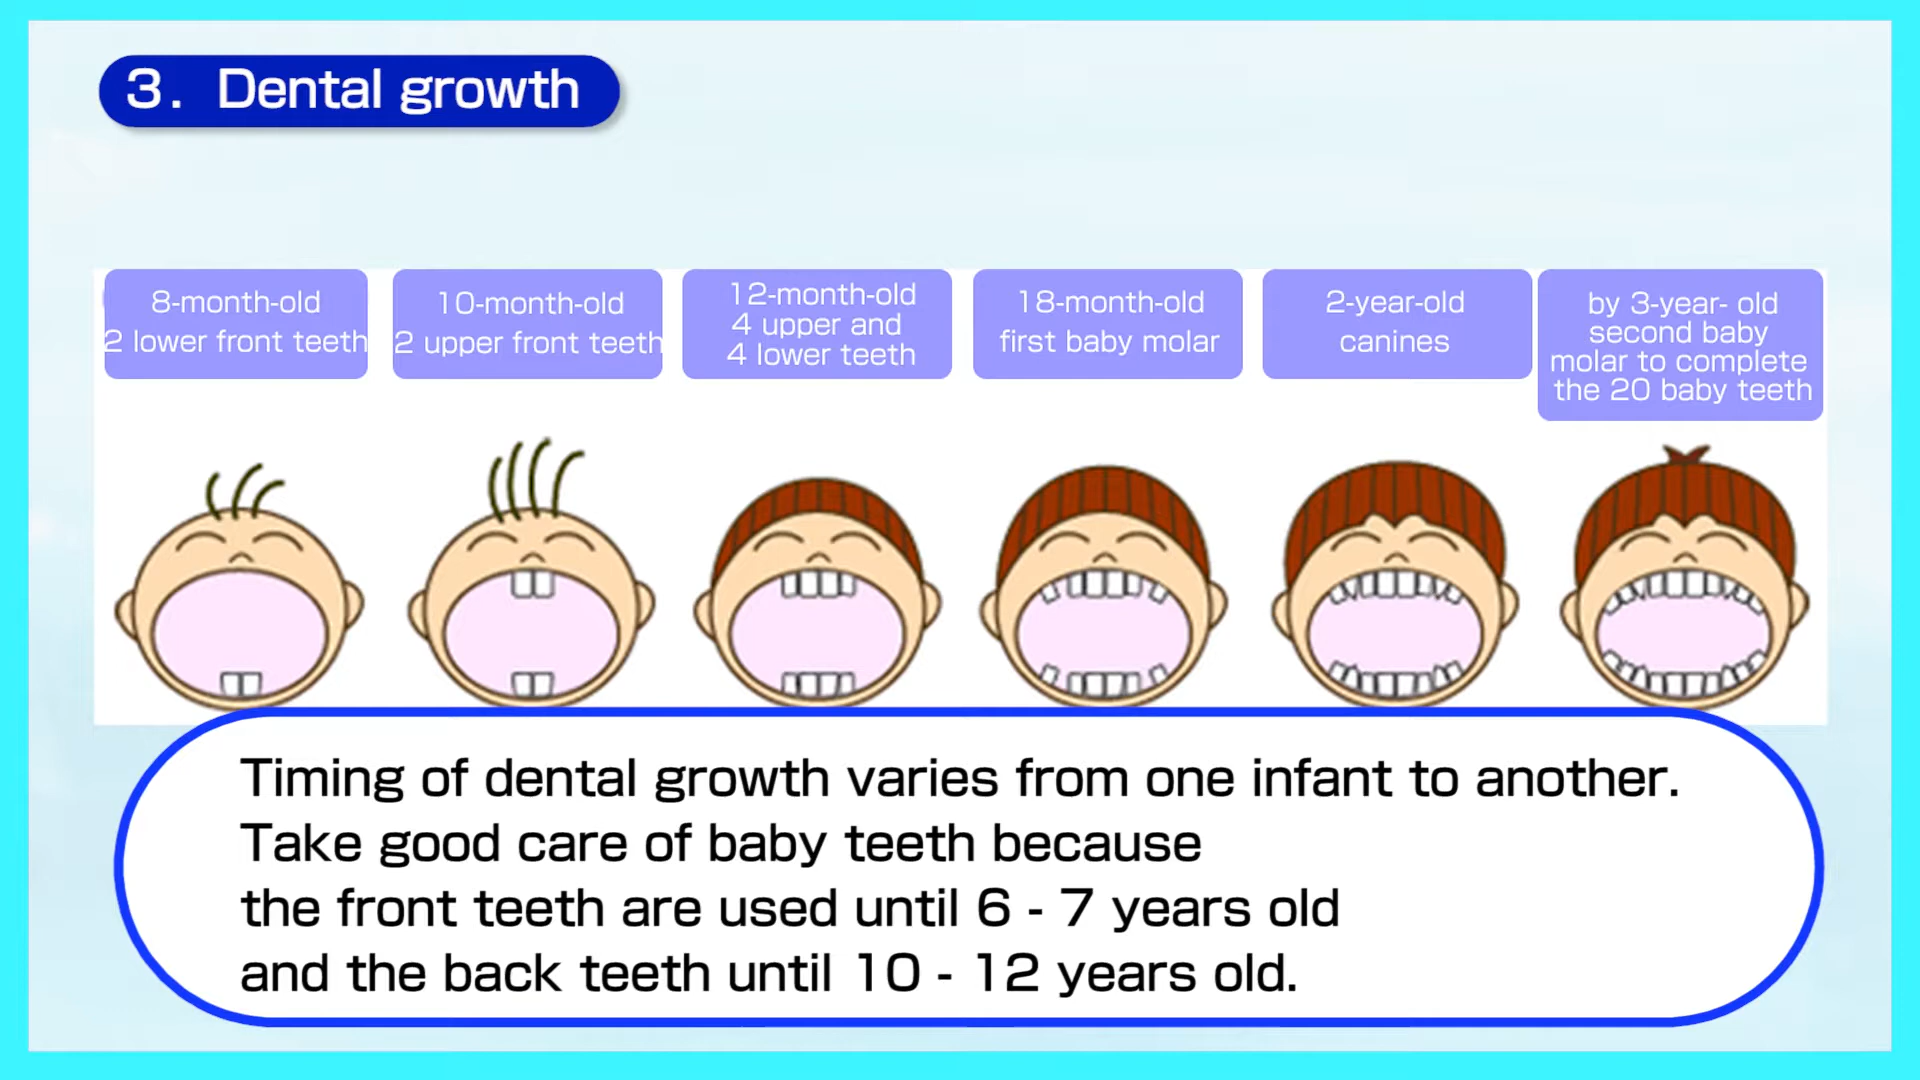 3. Dental growth
8-month-old
2 lower front teeth
10-month-old
2 upper front teeth
12-month-old
4 upper and
4 lower teeth
18-month-old
first baby molar
2-year-old
canines
by 3-year- old
second baby
molar to complete
the 20 baby teeth
Timing of dental growth varies from one infant to another.
Take good care of baby teeth because
the front teeth are used until 6 - 7 years old
and the back teeth until 10 - 12 years old.